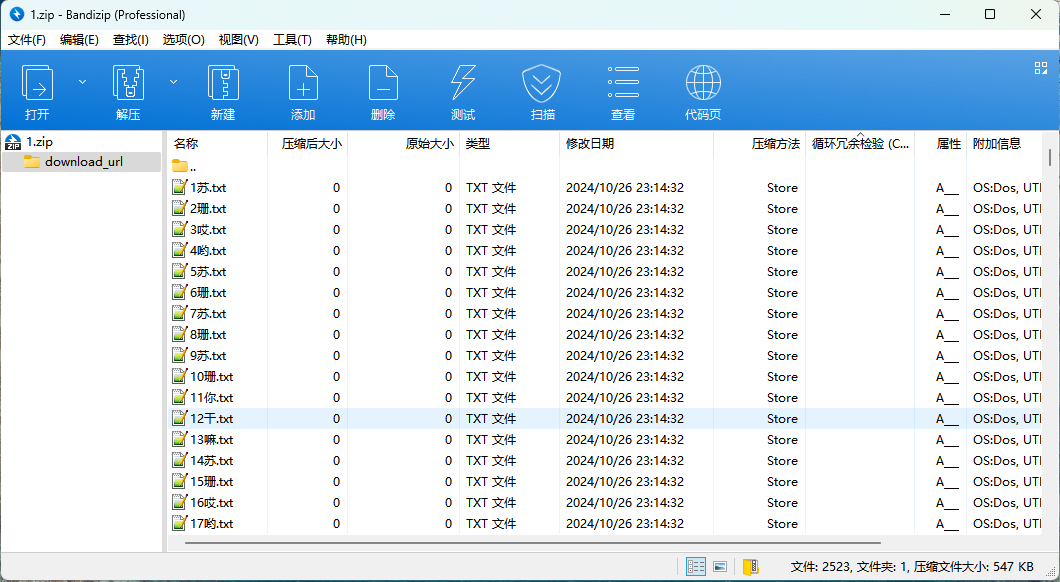 1.zip - Bandizip (Professional)
文件(F) 编辑(E) 查找(I) 选项(O) 视图(V) 工具(T) 帮助(H)
打开 解压 新建 添加 删除 测试 扫描 查看 代码页
1.zip
download_url
名称 压缩后大小 原始大小 类型 修改日期 压缩方法 循环冗余检验 (C... 属性 附加信息
..
1苏.txt 0 0 TXT 文件 2024/10/26 23:14:32 Store A__ OS:Dos, UTI
2珊.txt 0 0 TXT 文件 2024/10/26 23:14:32 Store A__ OS:Dos, UTI
3哎.txt 0 0 TXT 文件 2024/10/26 23:14:32 Store A__ OS:Dos, UTI
4哟.txt 0 0 TXT 文件 2024/10/26 23:14:32 Store A__ OS:Dos, UTI
5苏.txt 0 0 TXT 文件 2024/10/26 23:14:32 Store A__ OS:Dos, UTI
6珊.txt 0 0 TXT 文件 2024/10/26 23:14:32 Store A__ OS:Dos, UTI
7苏.txt 0 0 TXT 文件 2024/10/26 23:14:32 Store A__ OS:Dos, UTI
8珊.txt 0 0 TXT 文件 2024/10/26 23:14:32 Store A__ OS:Dos, UTI
9苏.txt 0 0 TXT 文件 2024/10/26 23:14:32 Store A__ OS:Dos, UTI
10珊.txt 0 0 TXT 文件 2024/10/26 23:14:32 Store A__ OS:Dos, UTI
11你.txt 0 0 TXT 文件 2024/10/26 23:14:32 Store A__ OS:Dos, UTI
12干.txt 0 0 TXT 文件 2024/10/26 23:14:32 Store A__ OS:Dos, UTI
13嘛.txt 0 0 TXT 文件 2024/10/26 23:14:32 Store A__ OS:Dos, UTI
14苏.txt 0 0 TXT 文件 2024/10/26 23:14:32 Store A__ OS:Dos, UTI
15珊.txt 0 0 TXT 文件 2024/10/26 23:14:32 Store A__ OS:Dos, UTI
16哎.txt 0 0 TXT 文件 2024/10/26 23:14:32 Store A__ OS:Dos, UTI
17哟.txt 0 0 TXT 文件 2024/10/26 23:14:32 Store A__ OS:Dos, UTI
文件: 2523, 文件夹: 1, 压缩文件大小: 547 KB